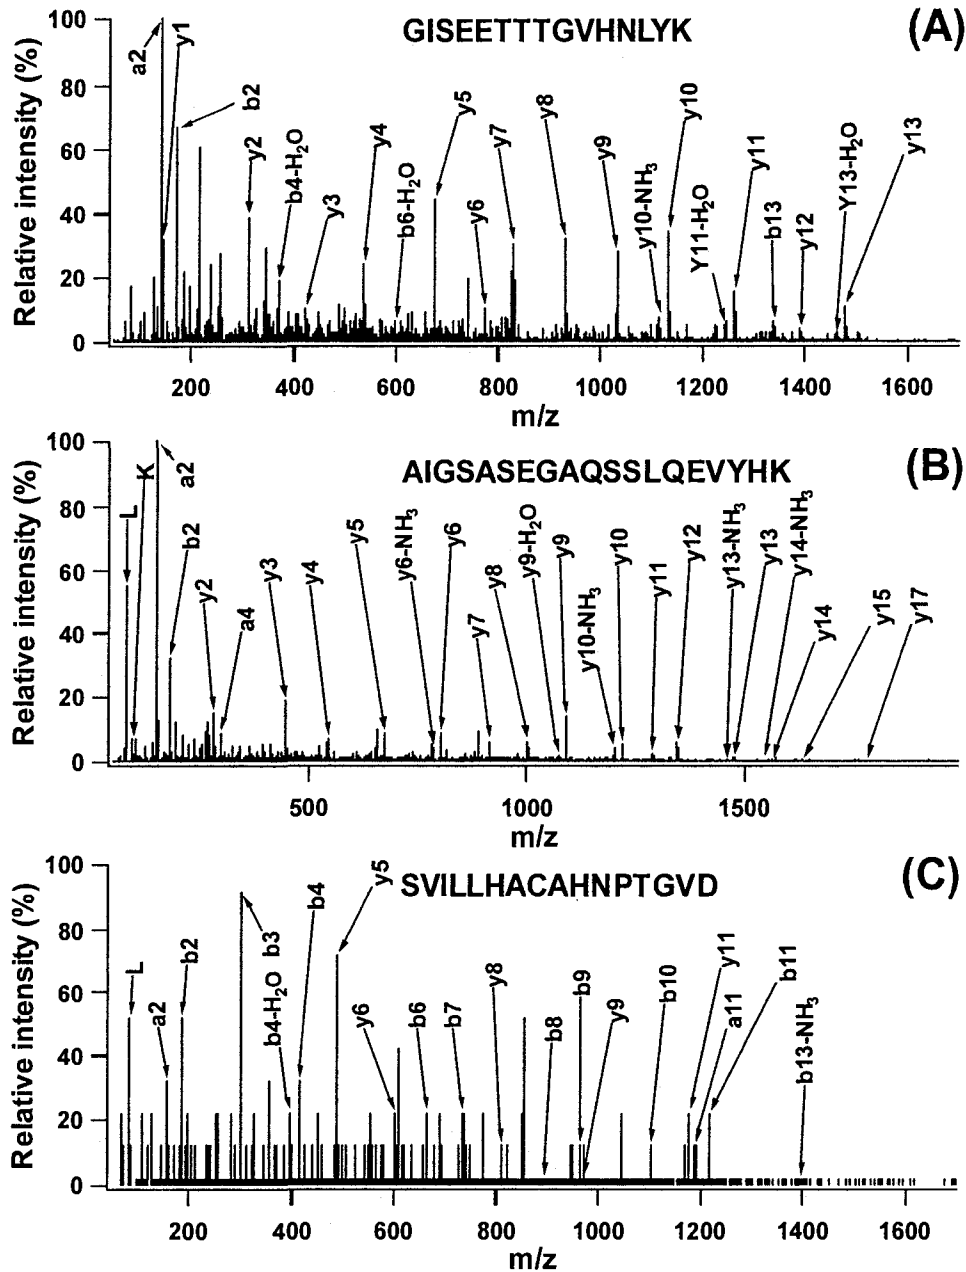 GISEETTTGVHNLYK
(A)
Relative intensity (%)
100
80
60
40
20
0
a2
y1
b2
y2
b4-H2O
y3
y4
b6-H2O
y5
y6
y7
y8
y9
y10-NH3
y10
Y11-H2O
y11
b13
y12
Y13-H2O
y13
200 400 600 800 1000 1200 1400 1600
m/z
AIGSASEGAQSSLQEVYHK
(B)
Relative intensity (%)
100
80
60
40
20
0
L
K
a2
b2
y2
a4
y3
y4
y5
y6-NH3
y6
y7
y8
y9-H2O
y9
y10-NH3
y10
y11
y12
y13-NH3
y13
y14-NH3
y14
y15
y17
500 1000 1500
m/z
SVILLHACAHNPTGVD
(C)
Relative intensity (%)
100
80
60
40
20
0
L
a2
b2
b3
b4-H2O
b4
y5
y6
b6
b7
y8
b8
b9
y9
b10
y11
a11
b11
b13-NH3
200 400 600 800 1000 1200 1400 1600
m/z